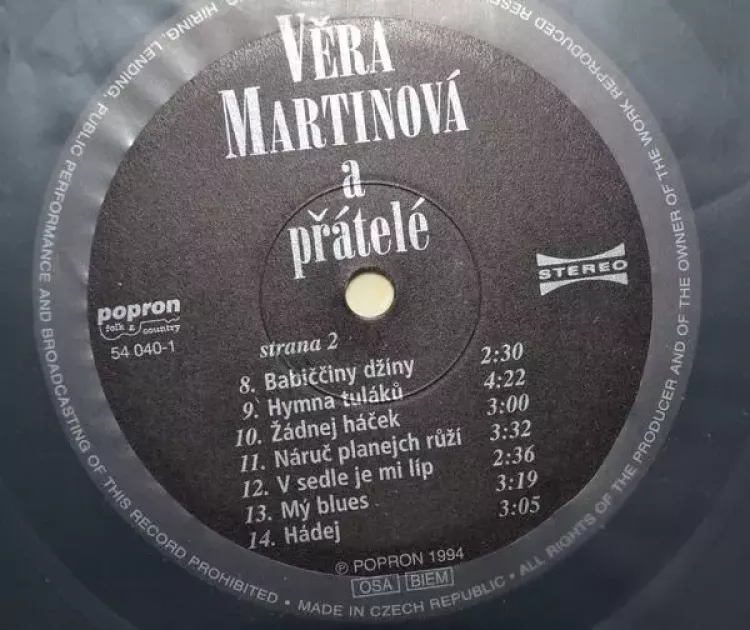 VĚRA
MARTINOVÁ
a
přátelé
popron
folk & country
54 040-1
STEREO
strana 2
8. Babiččiny džíny 2:30
9. Hymna tuláků 4:22
10. Žádnej háček 3:00
11. Náruč planejch růží 3:32
12. V sedle je mi líp 2:36
13. Mý blues 3:19
14. Hádej 3:05
℗ POPRON 1994
OSA BIEM
HIRING, LENDING, PUBLIC PERFORMANCE AND BROADCASTING OF THIS RECORD PROHIBITED • MADE IN CZECH REPUBLIC • ALL RIGHTS OF THE PRODUCER AND OF THE OWNER OF THE WORK REPRODUCED